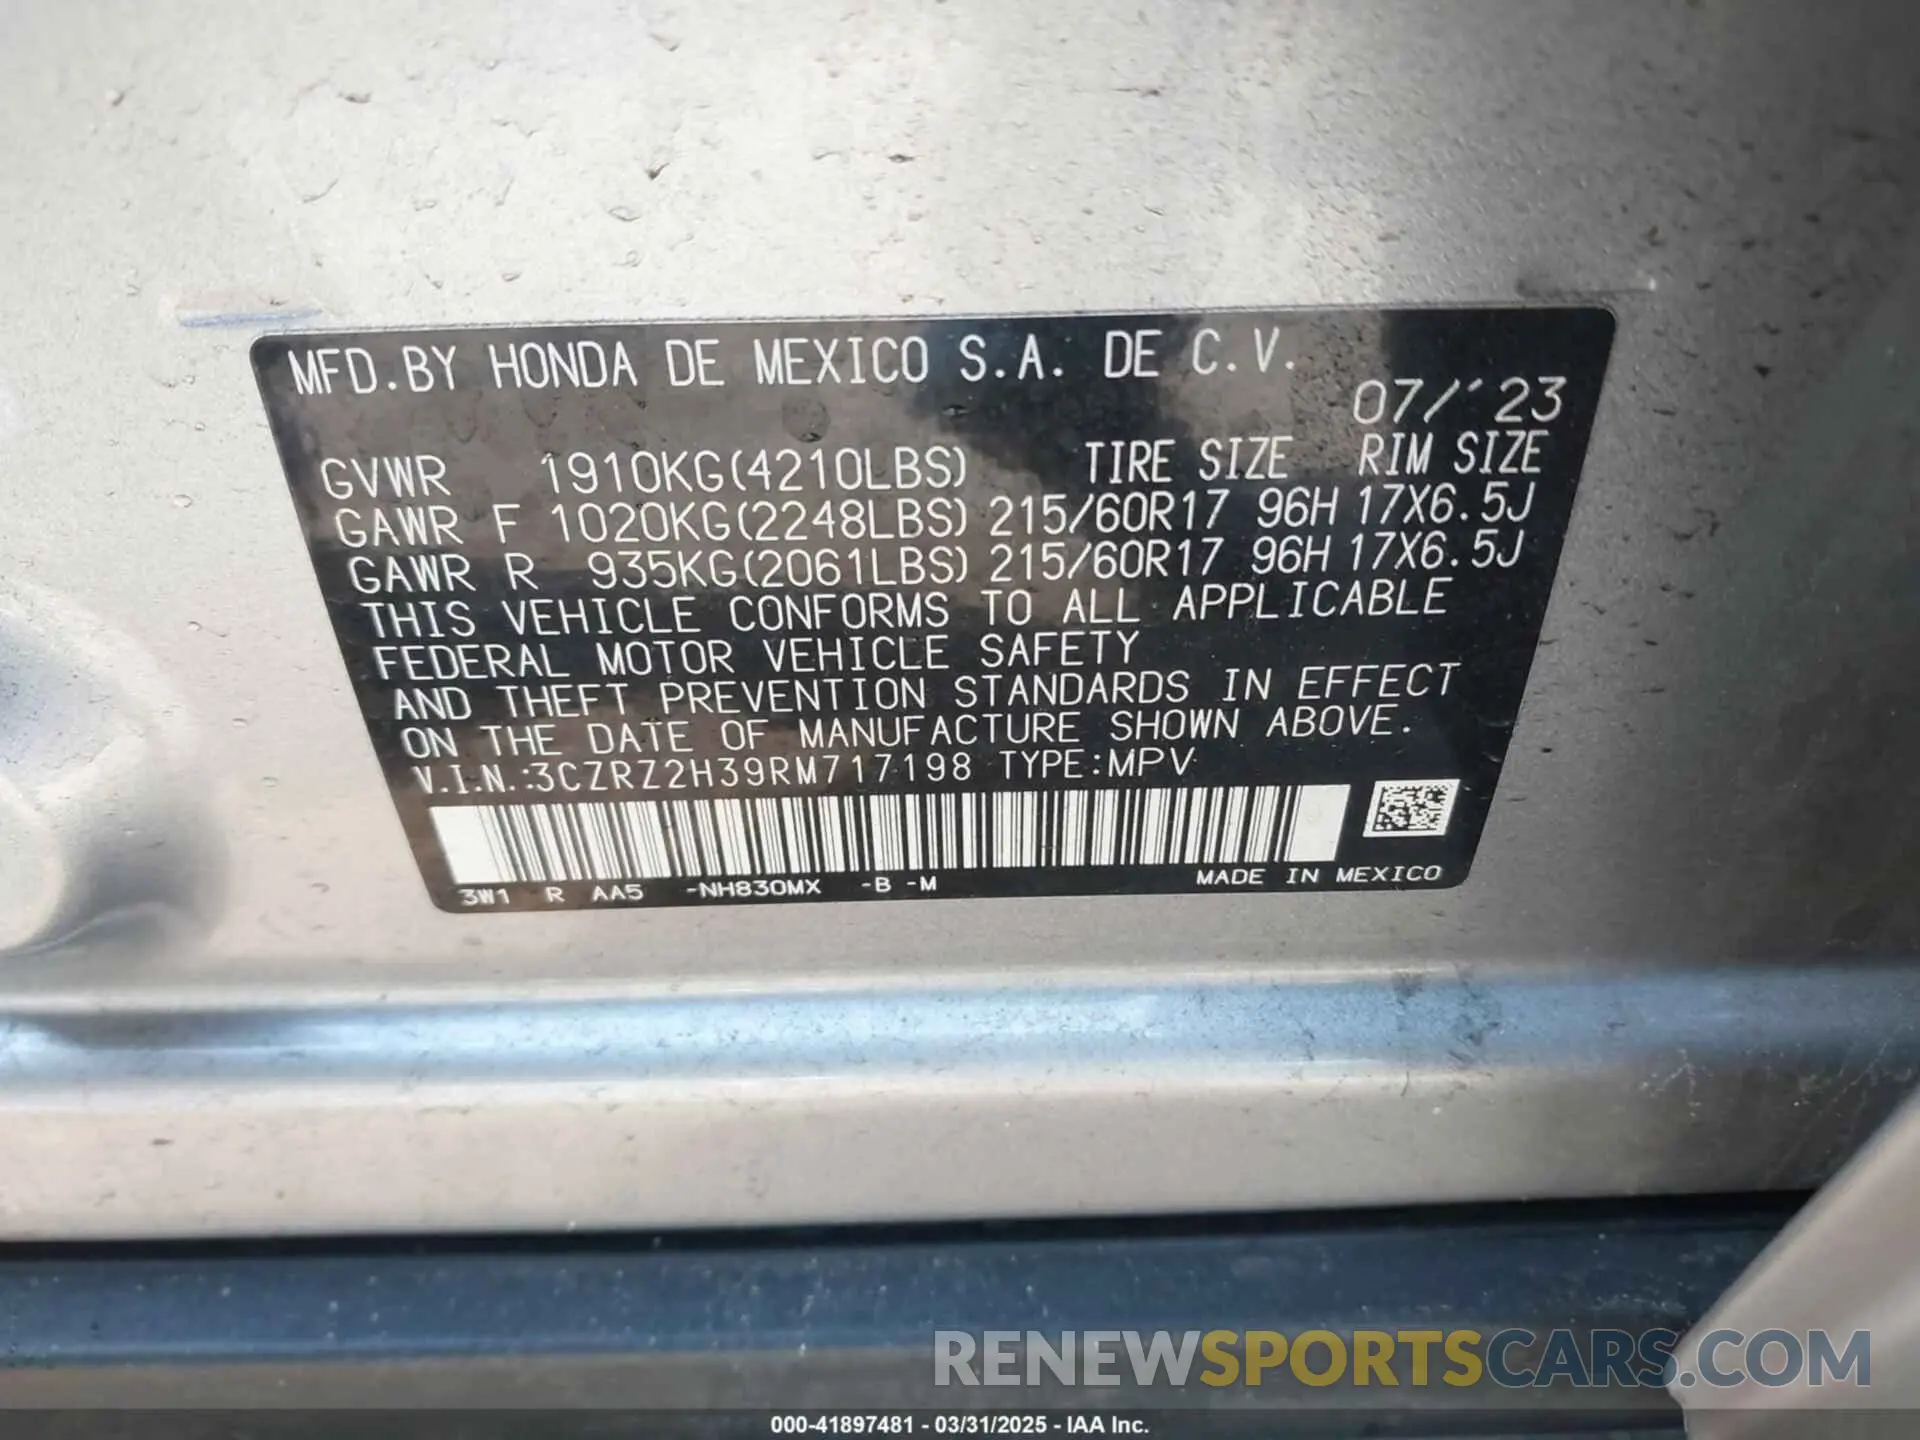 MFD.BY HONDA DE MEXICO S.A. DE C.V.
07/'23
GVWR 1910KG(4210LBS) TIRE SIZE RIM SIZE
GAWR F 1020KG(2248LBS) 215/60R17 96H 17X6.5J
GAWR R 935KG(2061LBS) 215/60R17 96H 17X6.5J
THIS VEHICLE CONFORMS TO ALL APPLICABLE
FEDERAL MOTOR VEHICLE SAFETY
AND THEFT PREVENTION STANDARDS IN EFFECT
ON THE DATE OF MANUFACTURE SHOWN ABOVE.
V.I.N.:3CZRZ2H39RM717198 TYPE:MPV
3W1 R AA5 -NH830MX -B -M MADE IN MEXICO
RENEWSPORTSCARS.COM
000-41897481 - 03/31/2025 - IAA Inc.